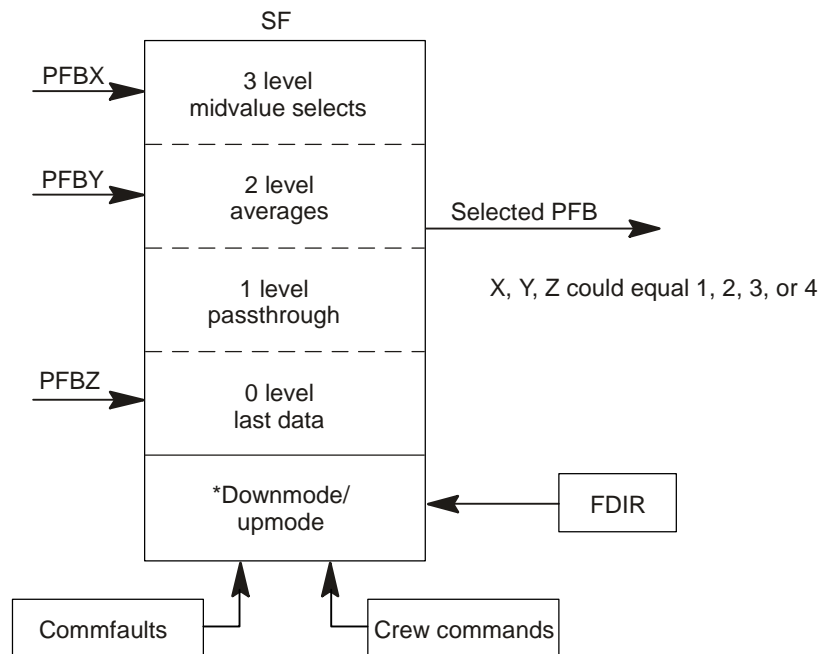 SF
PFBX
3 level
midvalue selects
PFBY
2 level
averages
Selected PFB
1 level
passthrough
X, Y, Z could equal 1, 2, 3, or 4
PFBZ
0 level
last data
*Downmode/
upmode
FDIR
Commfaults
Crew commands